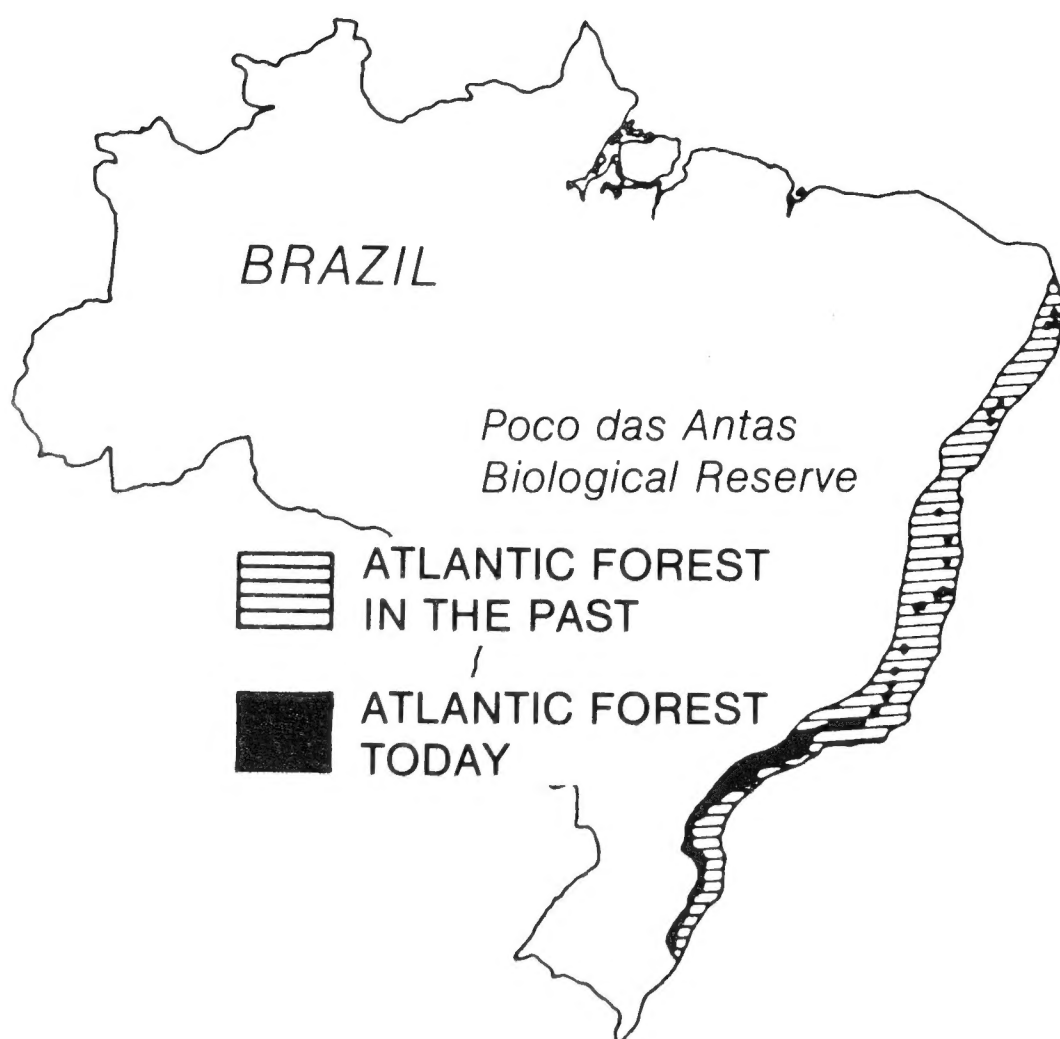 BRAZIL
Poco das Antas
Biological Reserve
ATLANTIC FOREST
IN THE PAST
ATLANTIC FOREST
TODAY